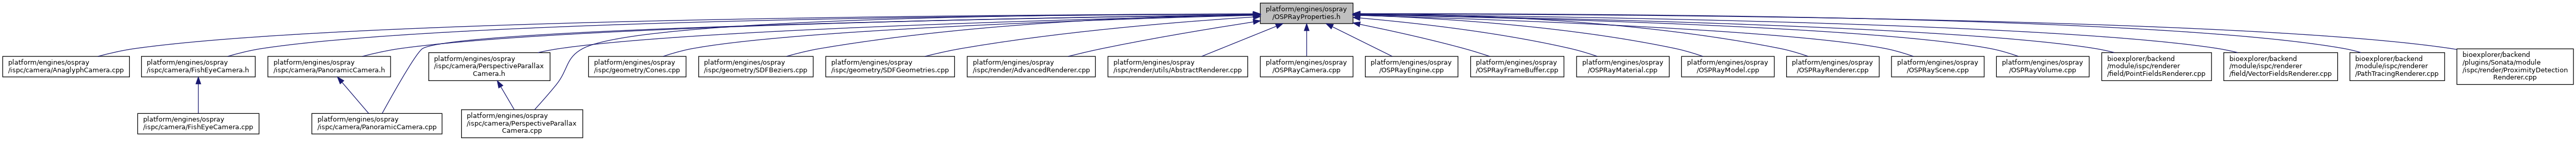 platform/engines/ospray
/OSPRayProperties.h
platform/engines/ospray
/ispc/camera/AnaglyphCamera.cpp
platform/engines/ospray
/ispc/camera/FishEyeCamera.h
platform/engines/ospray
/ispc/camera/PanoramicCamera.h
platform/engines/ospray
/ispc/camera/PerspectiveParallax
Camera.h
platform/engines/ospray
/ispc/geometry/Cones.cpp
platform/engines/ospray
/ispc/geometry/SDFBeziers.cpp
platform/engines/ospray
/ispc/geometry/SDFGeometries.cpp
platform/engines/ospray
/ispc/render/AdvancedRenderer.cpp
platform/engines/ospray
/ispc/render/utils/AbstractRenderer.cpp
platform/engines/ospray
/OSPRayCamera.cpp
platform/engines/ospray
/OSPRayEngine.cpp
platform/engines/ospray
/OSPRayFrameBuffer.cpp
platform/engines/ospray
/OSPRayMaterial.cpp
platform/engines/ospray
/OSPRayModel.cpp
platform/engines/ospray
/OSPRayRenderer.cpp
platform/engines/ospray
/OSPRayScene.cpp
platform/engines/ospray
/OSPRayVolume.cpp
bioexplorer/backend
/module/ispc/renderer
/field/PointFieldsRenderer.cpp
bioexplorer/backend
/module/ispc/renderer
/field/VectorFieldsRenderer.cpp
bioexplorer/backend
/module/ispc/renderer
/PathTracingRenderer.cpp
bioexplorer/backend
/plugins/Sonata/module
/ispc/render/ProximityDetection
Renderer.cpp
platform/engines/ospray
/ispc/camera/FishEyeCamera.cpp
platform/engines/ospray
/ispc/camera/PanoramicCamera.cpp
platform/engines/ospray
/ispc/camera/PerspectiveParallax
Camera.cpp